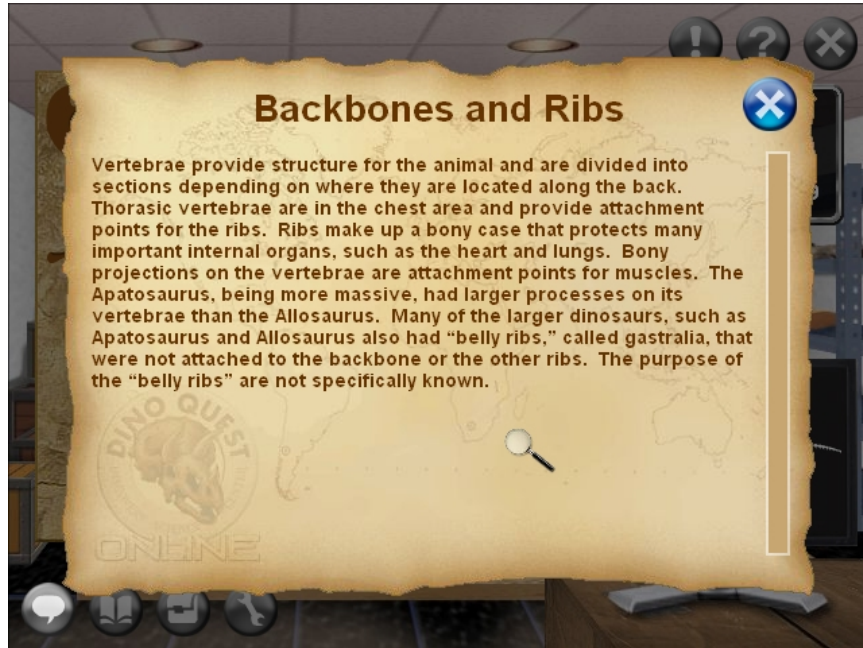 Backbones and Ribs
Vertebrae provide structure for the animal and are divided into
sections depending on where they are located along the back.
Thorasic vertebrae are in the chest area and provide attachment
points for the ribs.  Ribs make up a bony case that protects many
important internal organs, such as the heart and lungs.  Bony
projections on the vertebrae are attachment points for muscles.  The
Apatosaurus, being more massive, had larger processes on its
vertebrae than the Allosaurus.  Many of the larger dinosaurs, such as
Apatosaurus and Allosaurus also had “belly ribs,” called gastralia, that
were not attached to the backbone or the other ribs.  The purpose of
the “belly ribs” are not specifically known.
DINO QUEST
ONLINE